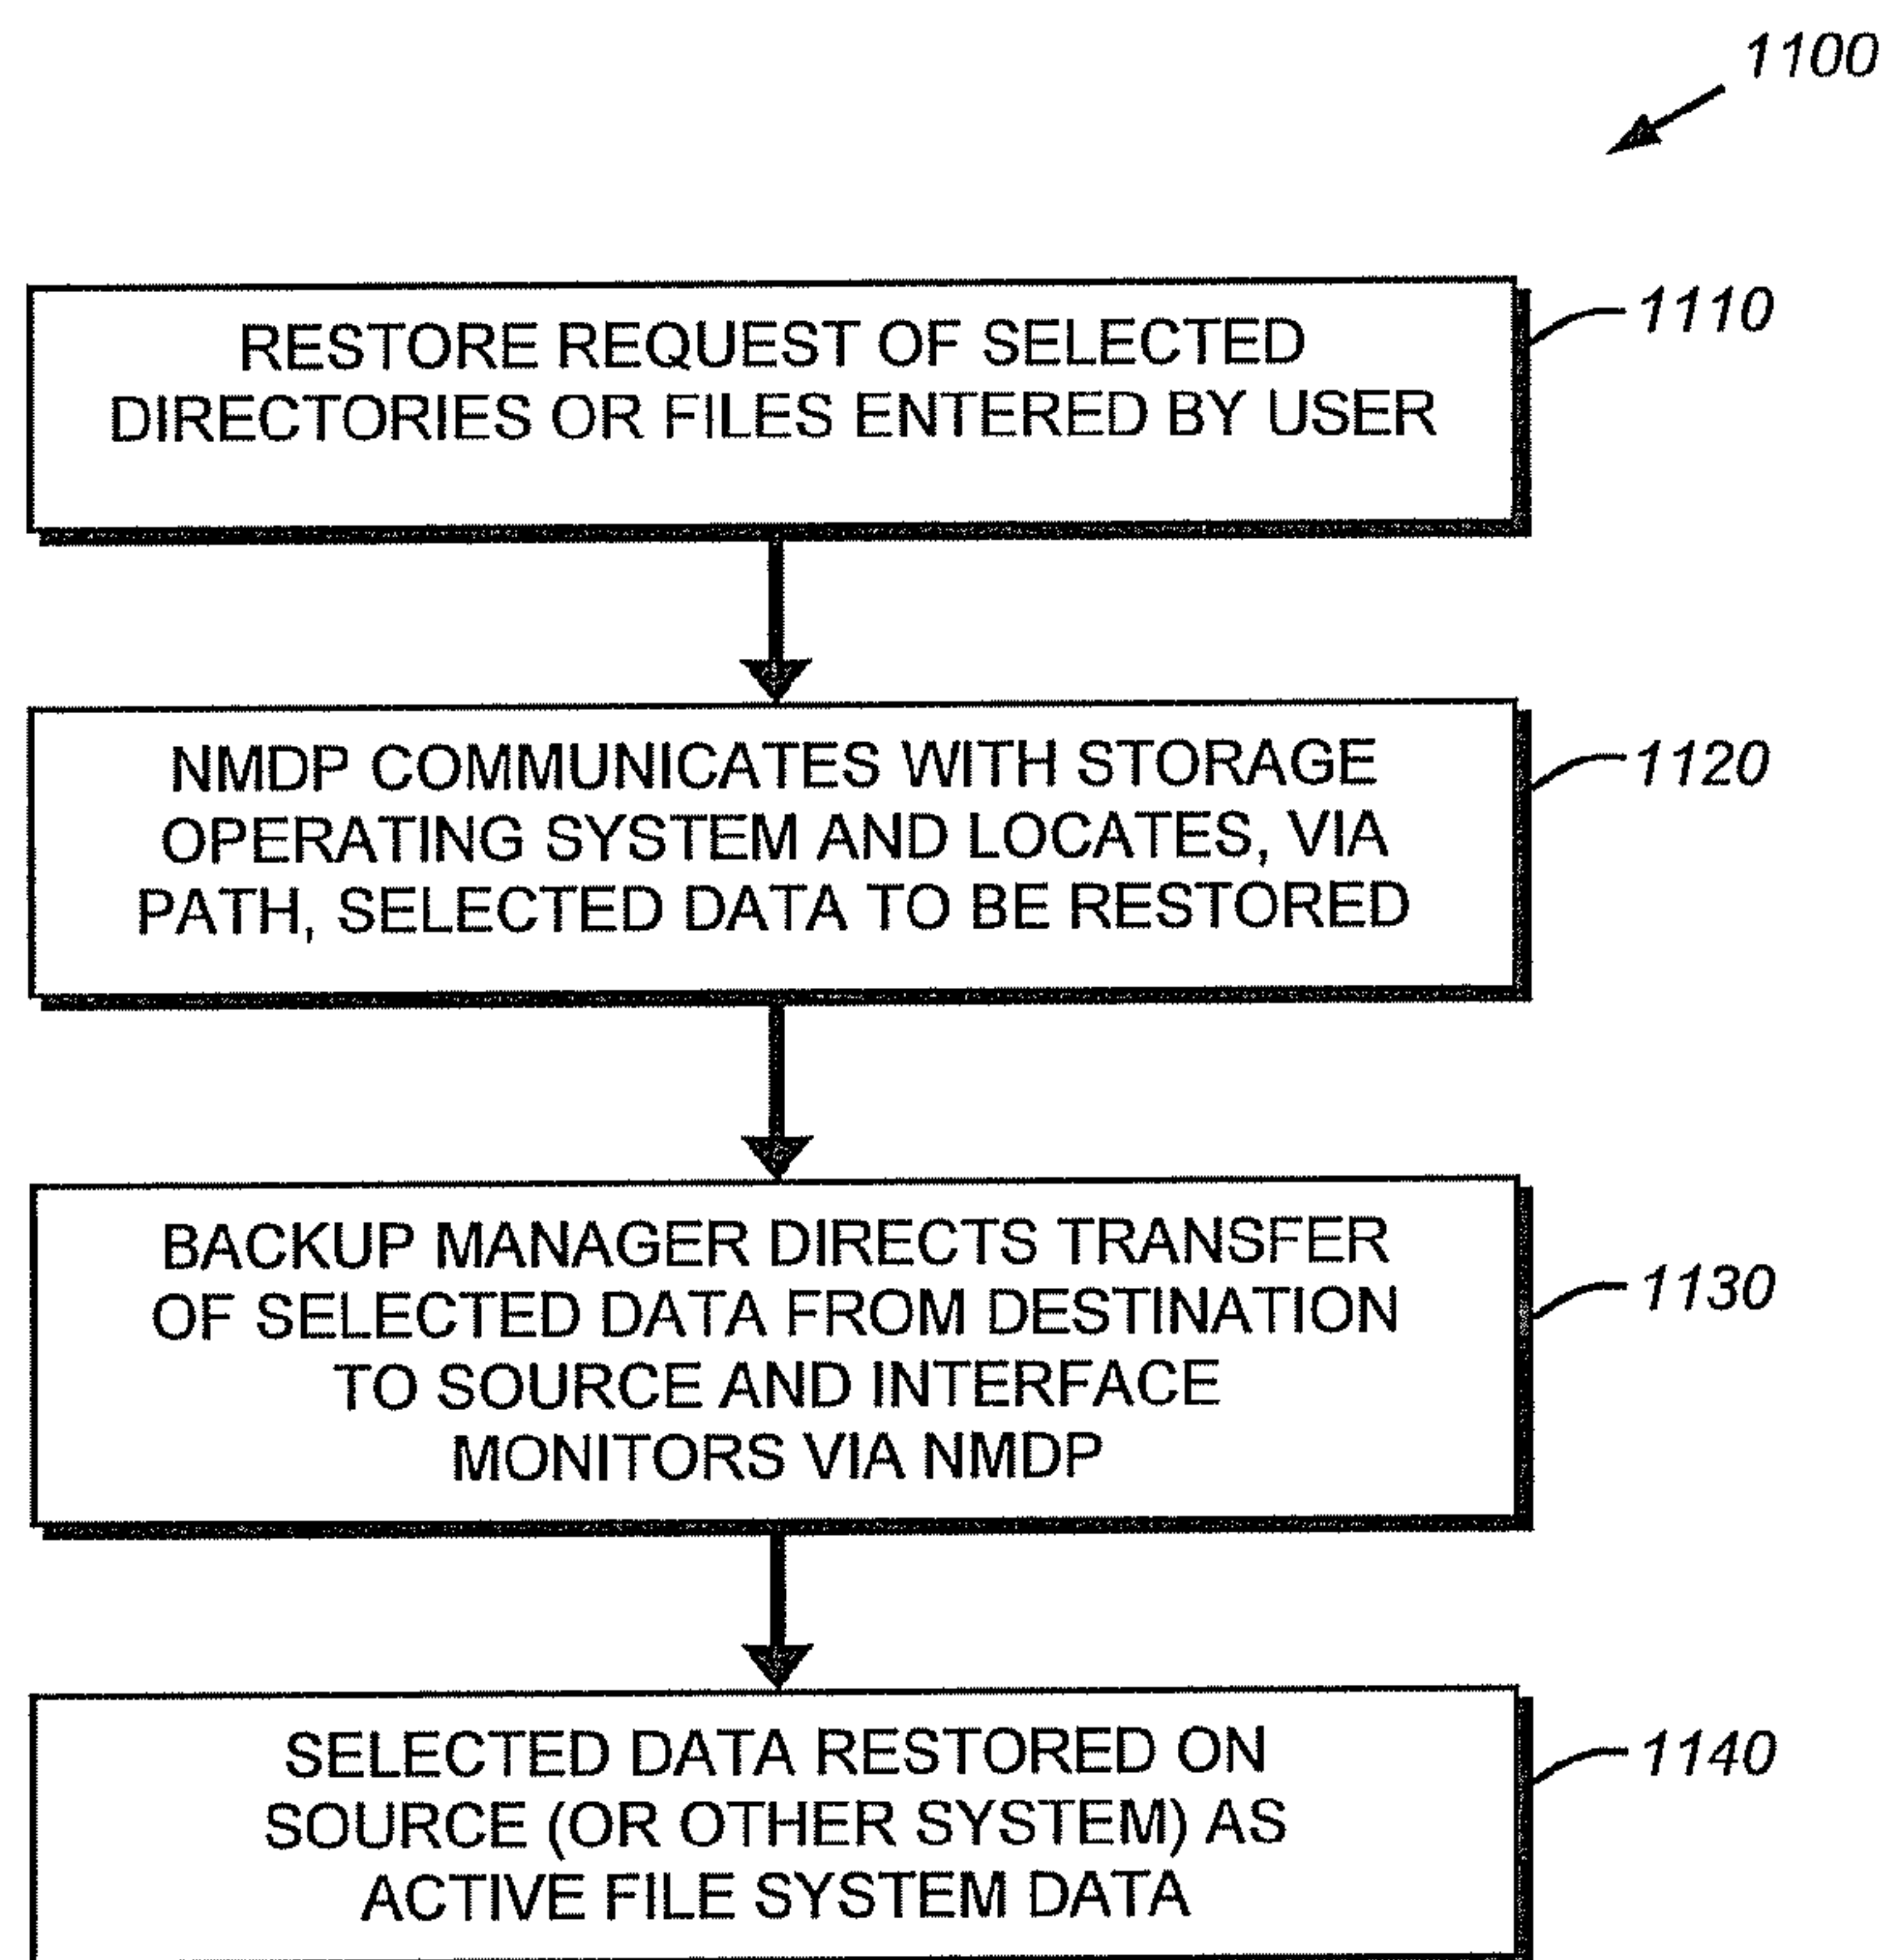 1100
RESTORE REQUEST OF SELECTED
DIRECTORIES OR FILES ENTERED BY USER
1110
NMDP COMMUNICATES WITH STORAGE
OPERATING SYSTEM AND LOCATES, VIA
PATH, SELECTED DATA TO BE RESTORED
1120
BACKUP MANAGER DIRECTS TRANSFER
OF SELECTED DATA FROM DESTINATION
TO SOURCE AND INTERFACE
MONITORS VIA NMDP
1130
SELECTED DATA RESTORED ON
SOURCE (OR OTHER SYSTEM) AS
ACTIVE FILE SYSTEM DATA
1140